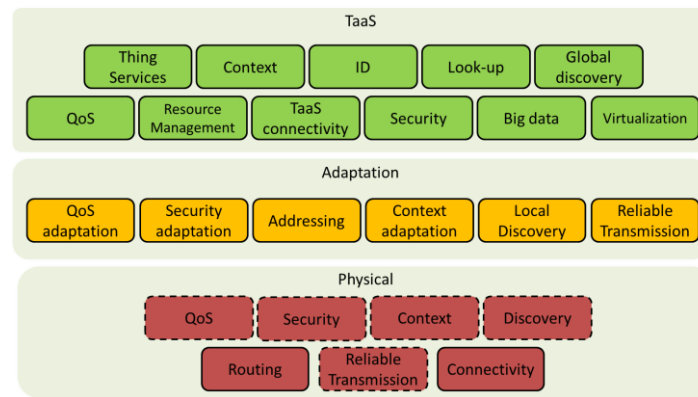 TaaS
Thing
Services
Context
ID
Look-up
Global
discovery
QoS
Resource
Management
TaaS
connectivity
Security
Big data
Virtualization
Adaptation
QoS
adaptation
Security
adaptation
Addressing
Context
adaptation
Local
Discovery
Reliable
Transmission
Physical
QoS
Security
Context
Discovery
Routing
Reliable
Transmission
Connectivity